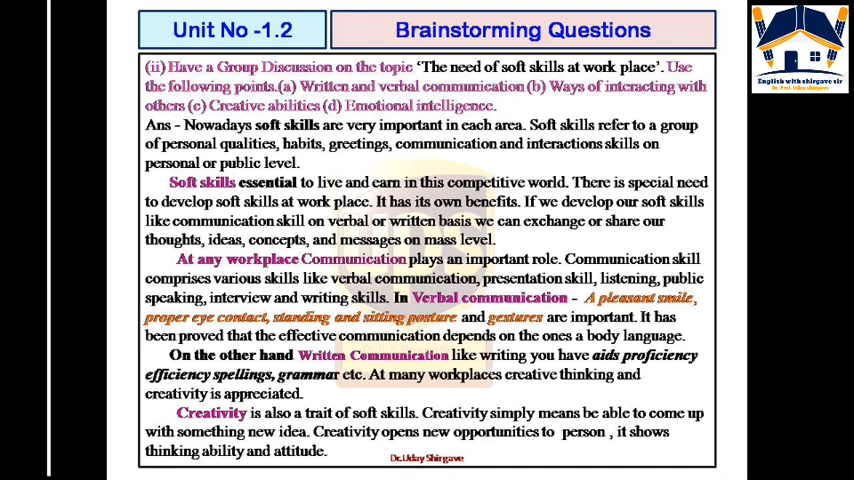 Unit No -1.2
Brainstorming Questions
(ii) Have a Group Discussion on the topic ‘The need of soft skills at work place’. Use
the following points.(a) Written and verbal communication (b) Ways of interacting with
others (c) Creative abilities (d) Emotional intelligence.
Ans - Nowadays soft skills are very important in each area. Soft skills refer to a group
of personal qualities, habits, greetings, communication and interactions skills on
personal or public level.
Soft skills essential to live and earn in this competitive world. There is special need
to develop soft skills at work place. It has its own benefits. If we develop our soft skills
like communication skill on verbal or written basis we can exchange or share our
thoughts, ideas, concepts, and messages on mass level.
At any workplace Communication plays an important role. Communication skill
comprises various skills like verbal communication, presentation skill, listening, public
speaking, interview and writing skills. In Verbal communication - A pleasant smile,
proper eye contact, standing and sitting posture and gestures are important. It has
been proved that the effective communication depends on the ones a body language.
On the other hand Written Communication like writing you have aids proficiency
efficiency spellings, grammar etc. At many workplaces creative thinking and
creativity is appreciated.
Creativity is also a trait of soft skills. Creativity simply means be able to come up
with something new idea. Creativity opens new opportunities to person , it shows
thinking ability and attitude.
Dr.Uday Shirgave
English with shirgave sir
Dr. Prof. Uday shirgave